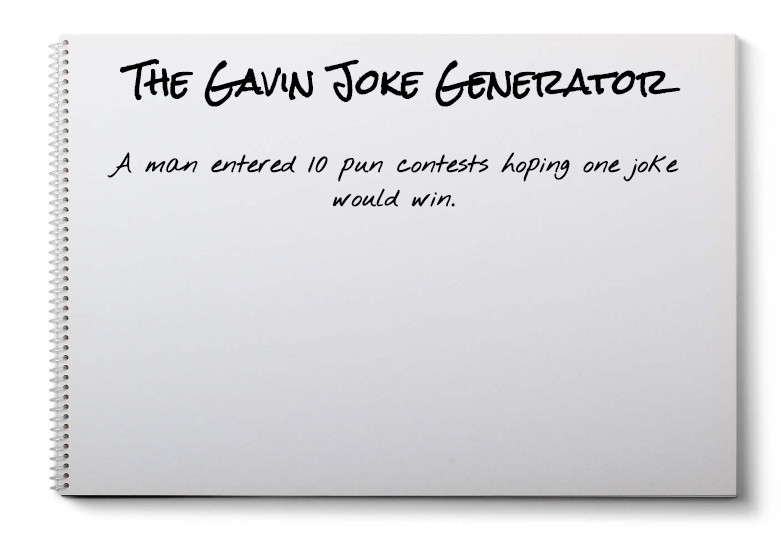 The Gavin Joke Generator
A man entered 10 pun contests hoping one joke
would win.